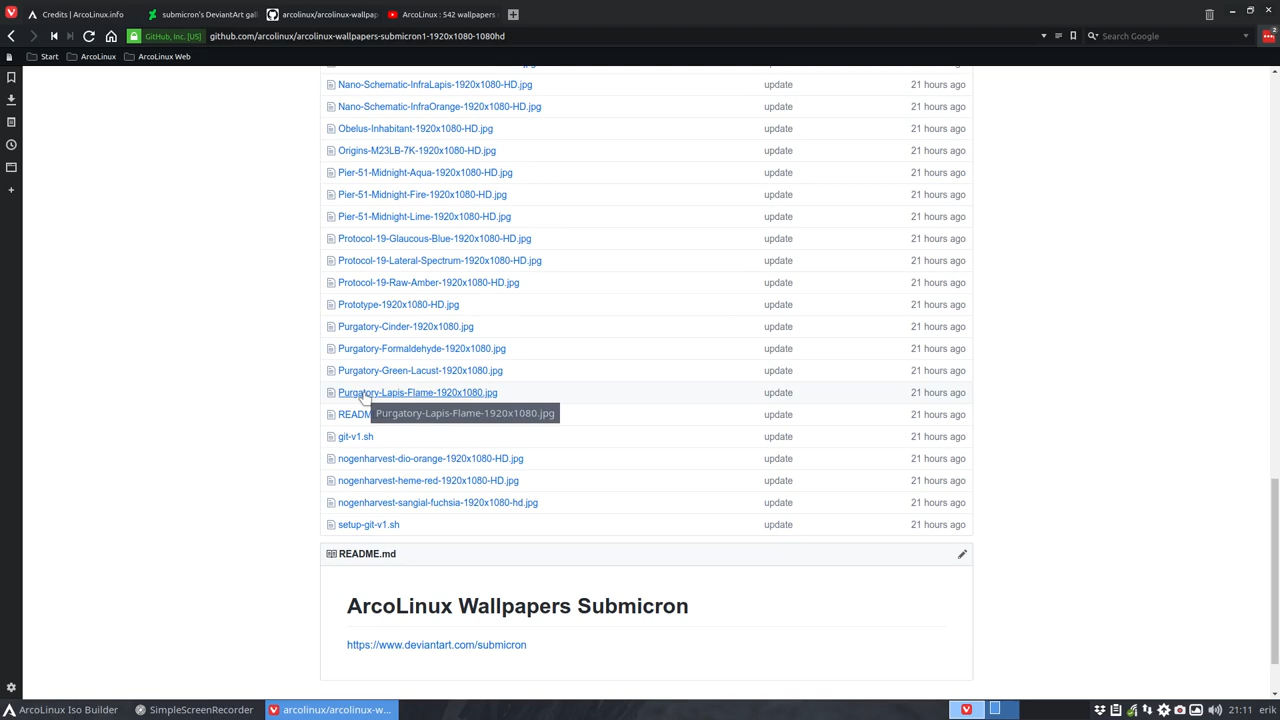 Credits | ArcoLinux.info
submicron's DeviantArt gall
arcolinux/arcolinux-wallpap
ArcoLinux : 542 wallpapers
GitHub, Inc. [US]
github.com/arcolinux/arcolinux-wallpapers-submicron1-1920x1080-1080hd
Search Google
Start
ArcoLinux
ArcoLinux Web
Nano-Schematic-InfraLapis-1920x1080-HD.jpg update 21 hours ago
Nano-Schematic-InfraOrange-1920x1080-HD.jpg update 21 hours ago
Obelus-Inhabitant-1920x1080-HD.jpg update 21 hours ago
Origins-M23LB-7K-1920x1080-HD.jpg update 21 hours ago
Pier-51-Midnight-Aqua-1920x1080-HD.jpg update 21 hours ago
Pier-51-Midnight-Fire-1920x1080-HD.jpg update 21 hours ago
Pier-51-Midnight-Lime-1920x1080-HD.jpg update 21 hours ago
Protocol-19-Glaucous-Blue-1920x1080-HD.jpg update 21 hours ago
Protocol-19-Lateral-Spectrum-1920x1080-HD.jpg update 21 hours ago
Protocol-19-Raw-Amber-1920x1080-HD.jpg update 21 hours ago
Prototype-1920x1080-HD.jpg update 21 hours ago
Purgatory-Cinder-1920x1080.jpg update 21 hours ago
Purgatory-Formaldehyde-1920x1080.jpg update 21 hours ago
Purgatory-Green-Lacust-1920x1080.jpg update 21 hours ago
Purgatory-Lapis-Flame-1920x1080.jpg update 21 hours ago
READM update 21 hours ago
Purgatory-Lapis-Flame-1920x1080.jpg
git-v1.sh update 21 hours ago
nogenharvest-dio-orange-1920x1080-HD.jpg update 21 hours ago
nogenharvest-heme-red-1920x1080-HD.jpg update 21 hours ago
nogenharvest-sangial-fuchsia-1920x1080-hd.jpg update 21 hours ago
setup-git-v1.sh update 21 hours ago
README.md
ArcoLinux Wallpapers Submicron
https://www.deviantart.com/submicron
ArcoLinux Iso Builder
SimpleScreenRecorder
arcolinux/arcolinux-w...
21:11
erik